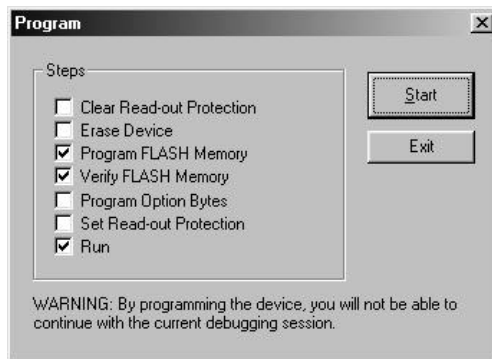 Program
Steps
Clear Read-out Protection
Erase Device
Program FLASH Memory
Verify FLASH Memory
Program Option Bytes
Set Read-out Protection
Run
Start
Exit
WARNING: By programming the device, you will not be able to
continue with the current debugging session.